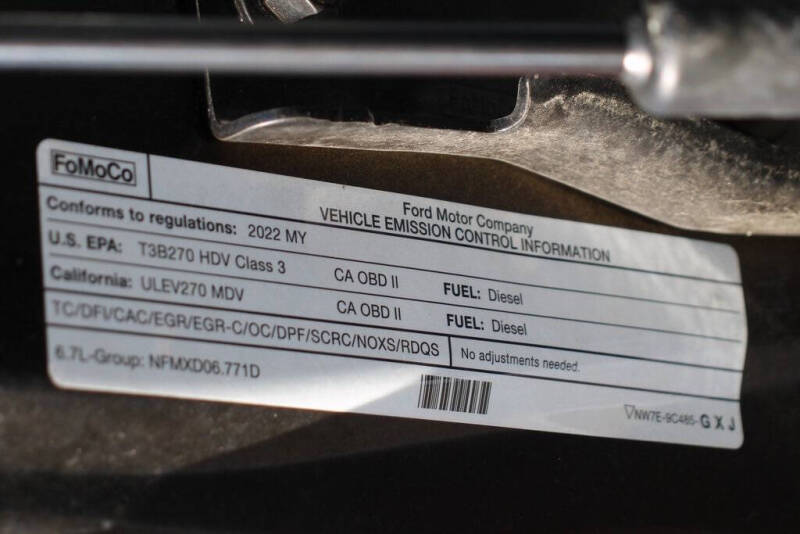 FoMoCo
Ford Motor Company
VEHICLE EMISSION CONTROL INFORMATION
Conforms to regulations: 2022 MY
U.S. EPA: T3B270 HDV Class 3 CA OBD II FUEL: Diesel
California: ULEV270 MDV CA OBD II FUEL: Diesel
TC/DFI/CAC/EGR/EGR-C/OC/DPF/SCRC/NOXS/RDQS No adjustments needed.
6.7L-Group: NFMXD06.771D
NW7E-9C485-GXJ